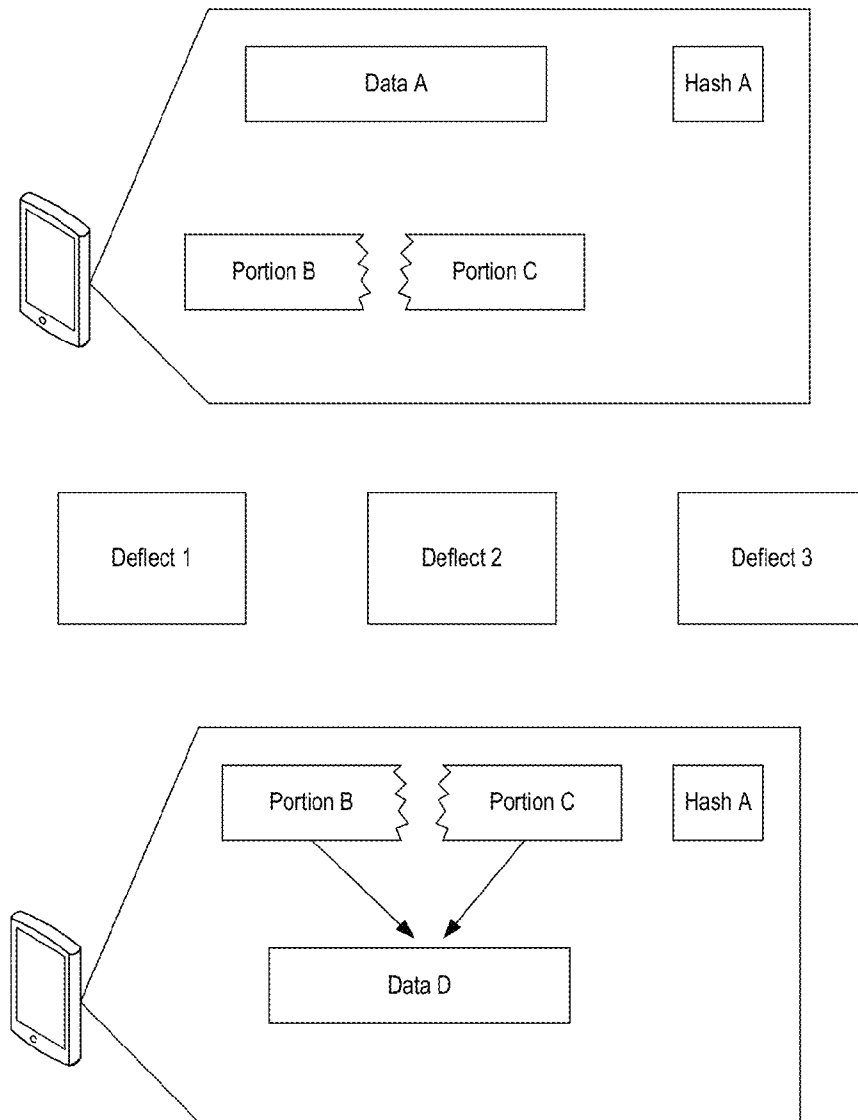 Data A
Hash A
Portion B
Portion C
Deflect 1
Deflect 2
Deflect 3
Portion B
Portion C
Hash A
Data D